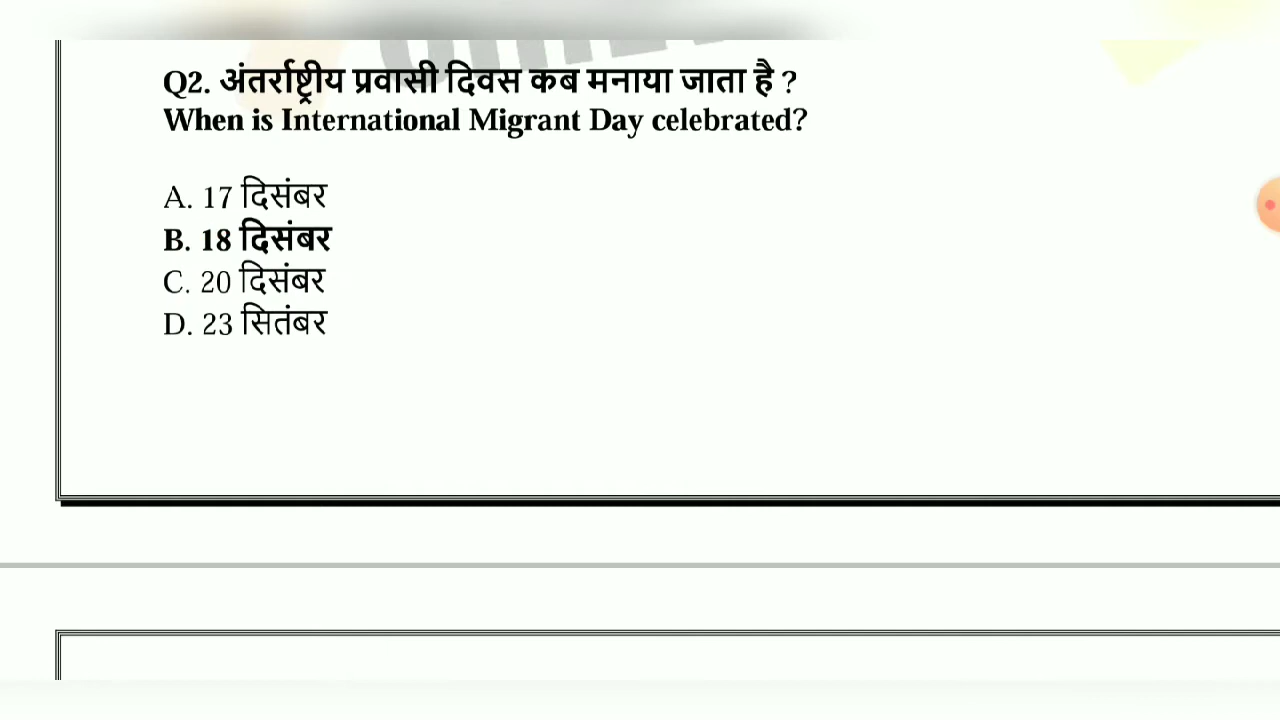 Q2. अंतर्राष्ट्रीय प्रवासी दिवस कब मनाया जाता है ?
When is International Migrant Day celebrated?
A. 17 दिसंबर
B. 18 दिसंबर
C. 20 दिसंबर
D. 23 सितंबर